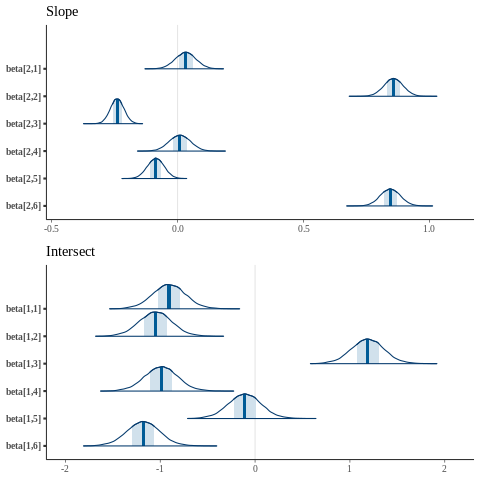 Slope
beta[2,1]
beta[2,2]
beta[2,3]
beta[2,4]
beta[2,5]
beta[2,6]
-0.5 0.0 0.5 1.0
Intersect
beta[1,1]
beta[1,2]
beta[1,3]
beta[1,4]
beta[1,5]
beta[1,6]
-2 -1 0 1 2